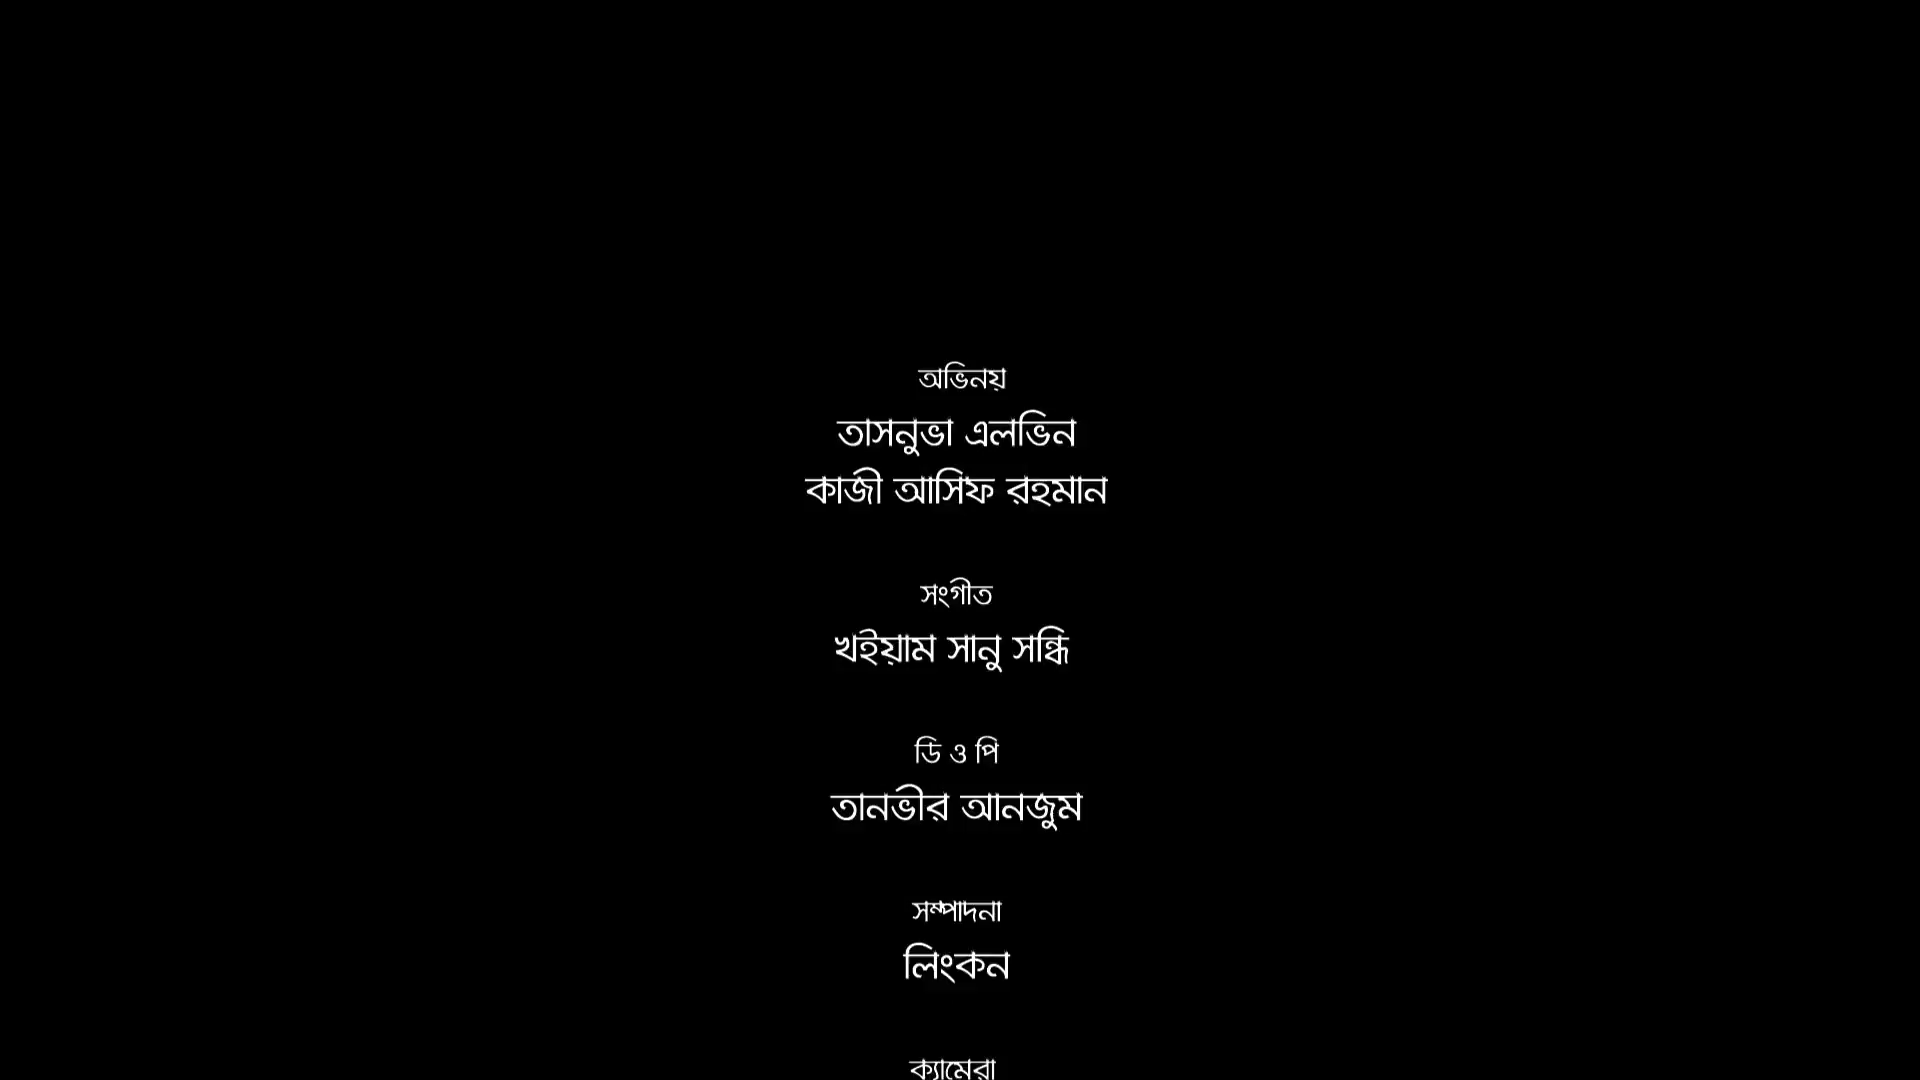 অভিনয়
তাসনুভা এলভিন
কাজী আসিফ রহমান
সংগীত
খইয়াম সানু সন্ধি
ডি ও পি
তানভীর আনজুম
সম্পাদনা
লিংকন
ক্যামেরা